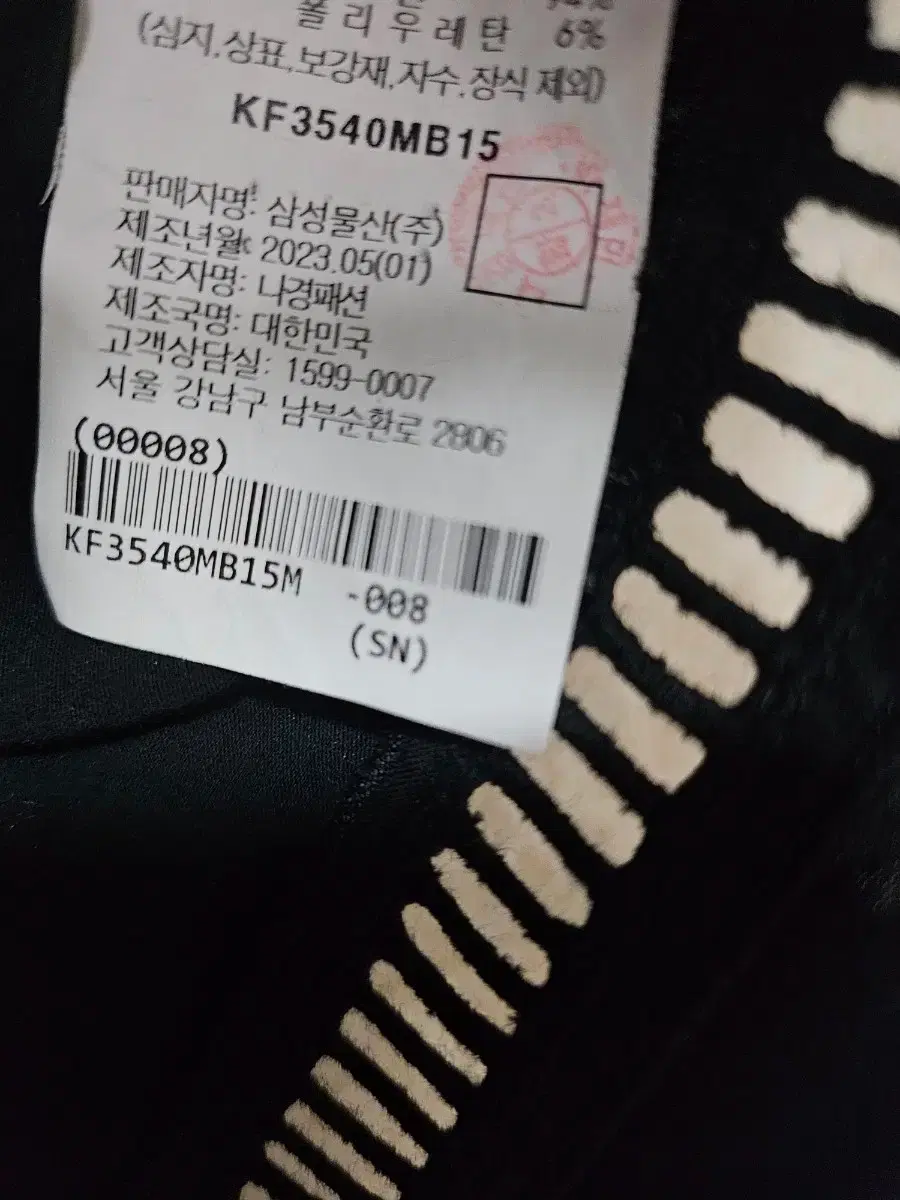 폴리우레탄 6%
(심지,상표,보강재,자수,장식 제외)
KF3540MB15
판매자명: 삼성물산(주)
제조년월: 2023.05(01)
제조자명: 나경패션
제조국명: 대한민국
고객상담실: 1599-0007
서울 강남구 남부순환로 2806
(00008)
KF3540MB15M -008
(SN)